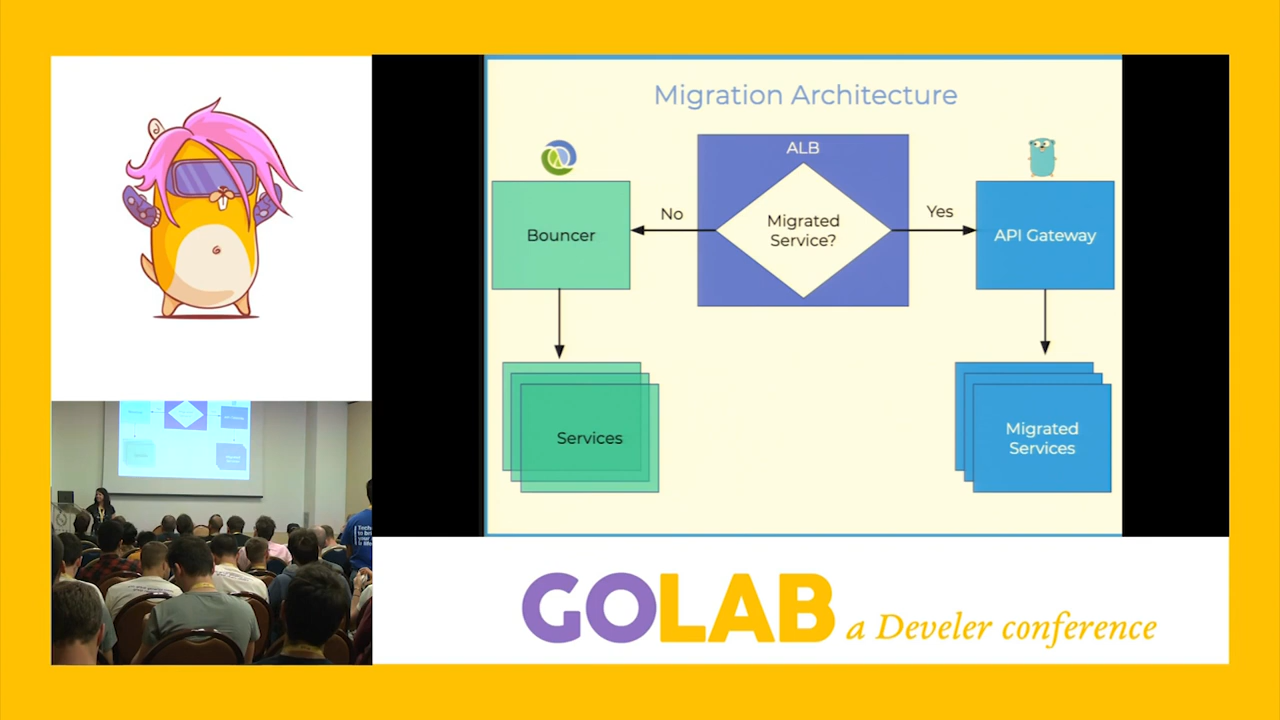 Migration Architecture
ALB
No
Migrated
Service?
Yes
Bouncer
API Gateway
Services
Migrated
Services
GOLAB a Develer conference